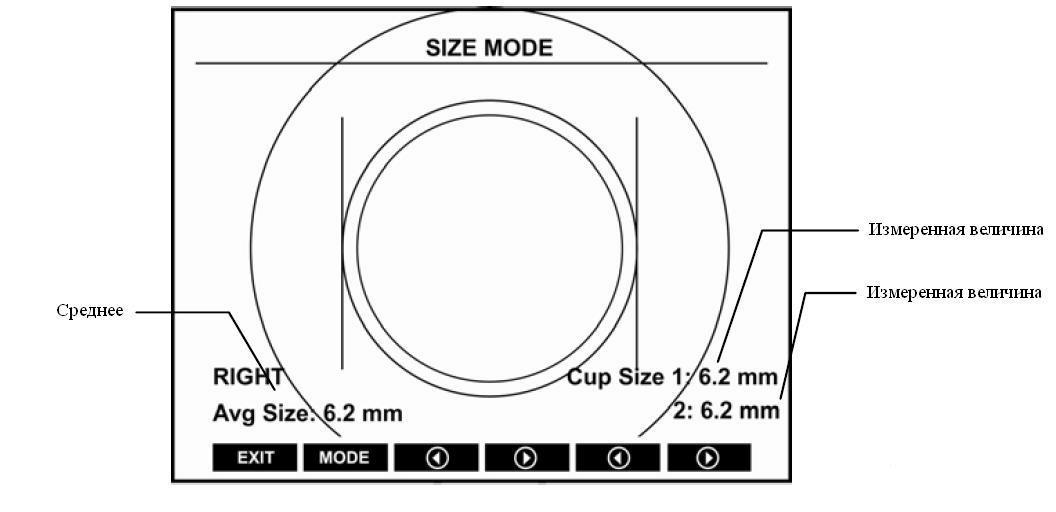 SIZE MODE
Измеренная величина
Измеренная величина
Среднее
RIGHT
Cup Size 1: 6.2 mm
Avg Size: 6.2 mm
2: 6.2 mm
EXIT MODE